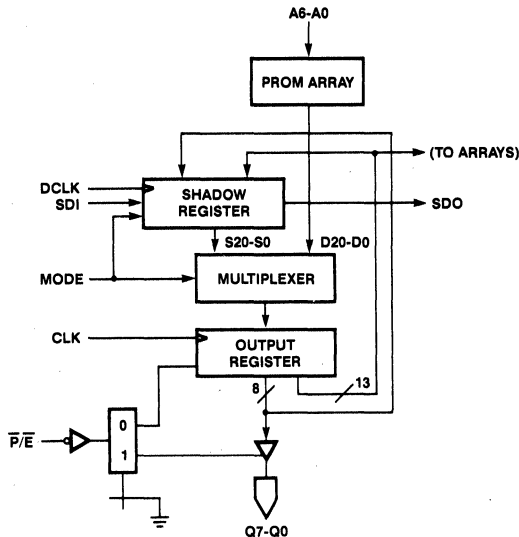 A6-A0
PROM ARRAY
(TO ARRAYS)
DCLK
SDI
SHADOW
REGISTER
SDO
S20-S0
D20-D0
MODE
MULTIPLEXER
CLK
OUTPUT
REGISTER
8
13
0
P/E
1
Q7-Q0